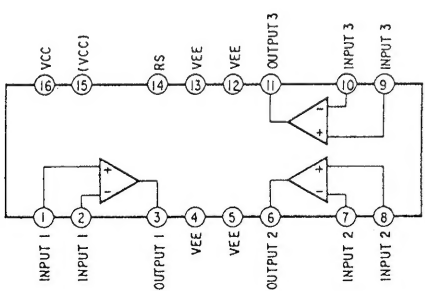 VCC
(VCC)
RS
VEE
VEE
OUTPUT 3
INPUT 3
INPUT 3
16 15 14 13 12 11 10 9
- +
+ -
+ -
1 2 3 4 5 6 7 8
INPUT 1
INPUT 1
OUTPUT 1
VEE
VEE
OUTPUT 2
INPUT 2
INPUT 2